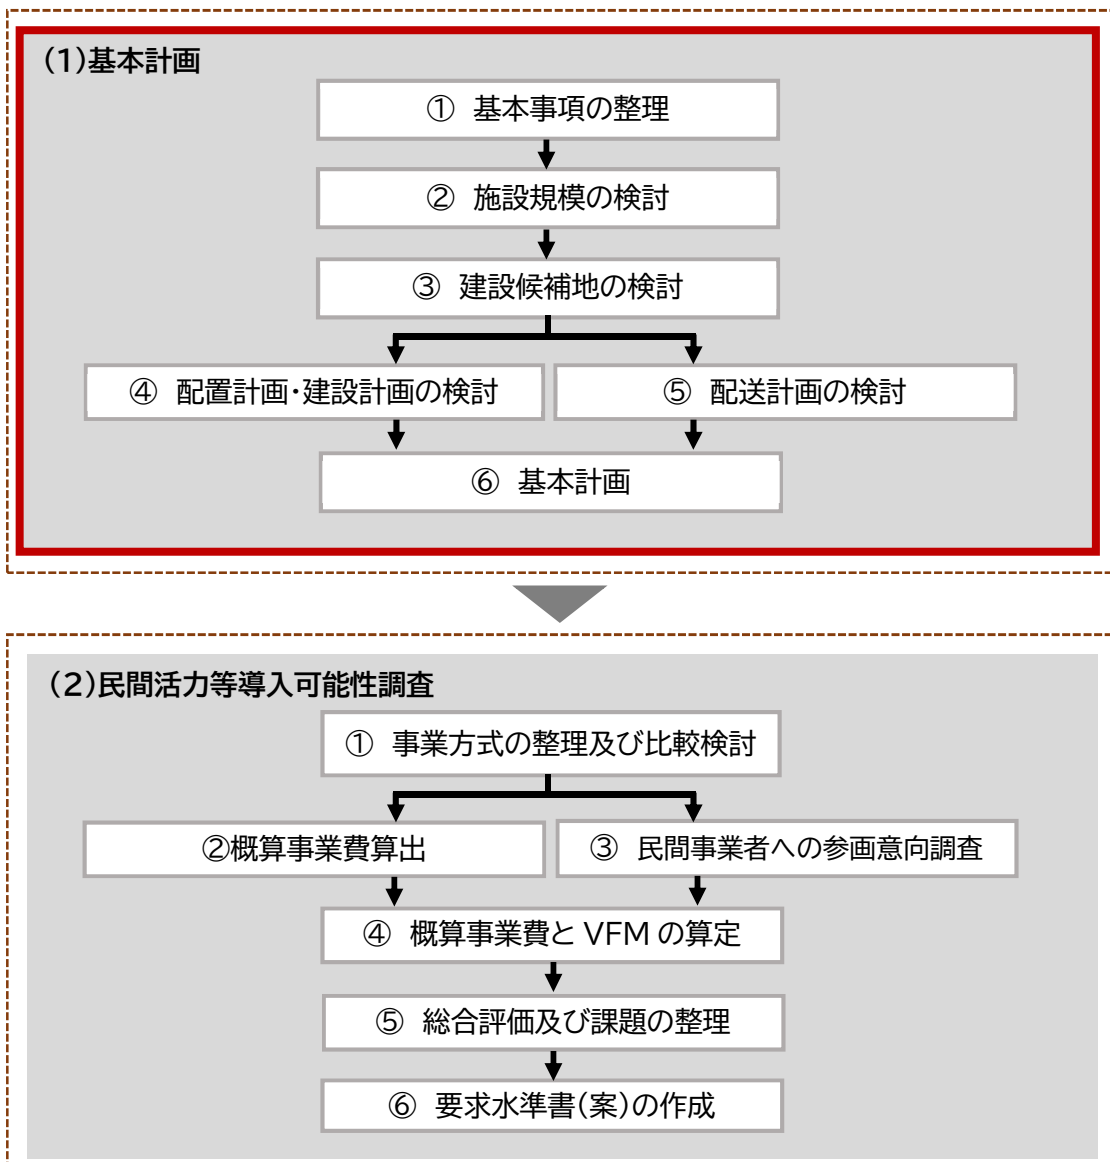 (1)基本計画
① 基本事項の整理
② 施設規模の検討
③ 建設候補地の検討
④ 配置計画・建設計画の検討
⑤ 配送計画の検討
⑥ 基本計画
(2)民間活力等導入可能性調査
① 事業方式の整理及び比較検討
②概算事業費算出
③ 民間事業者への参画意向調査
④ 概算事業費と VFM の算定
⑤ 総合評価及び課題の整理
⑥ 要求水準書(案)の作成